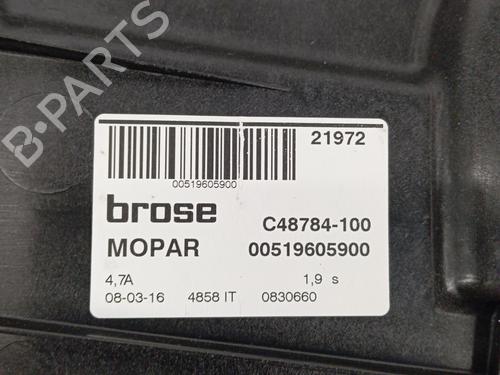 21972
00519605900
brose C48784-100
MOPAR 00519605900
4,7A 1,9 s
08-03-16 4858 IT 0830660
B-PARTS